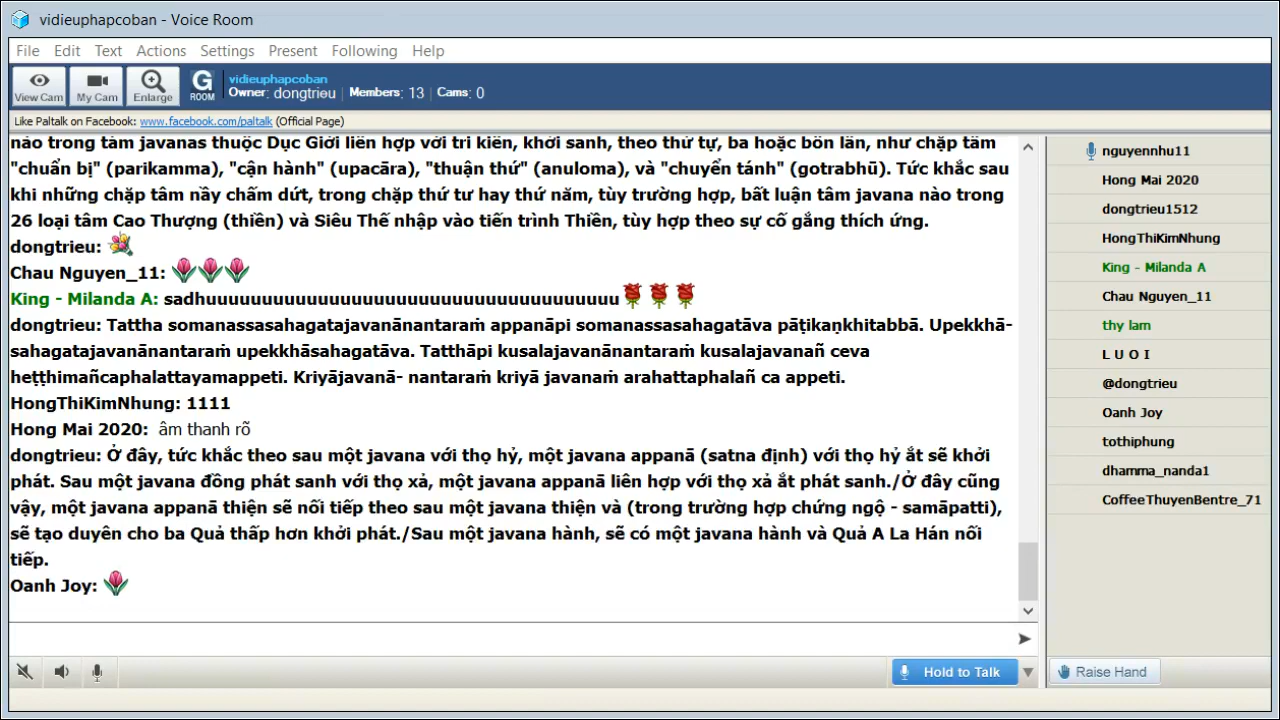 vidieuphapcoban - Voice Room
File Edit Text Actions Settings Present Following Help
View Cam My Cam Enlarge G ROOM
vidieuphapcoban
Owner: dongtrieu | Members: 13 | Cams: 0
Like Paltalk on Facebook: www.facebook.com/paltalk (Official Page)
nào trong tâm javanas thuộc Dục Giới liên hợp với tri kiến, khởi sanh, theo thứ tự, ba hoặc bốn lần, như chặp tâm
"chuẩn bị" (parikamma), "cận hành" (upacāra), "thuận thứ" (anuloma), và "chuyển tánh" (gotrabhū). Tức khắc sau
khi những chặp tâm nầy chấm dứt, trong chặp thứ tư hay thứ năm, tùy trường hợp, bất luận tâm javana nào trong
26 loại tâm Cao Thượng (thiền) và Siêu Thế nhập vào tiến trình Thiền, tùy hợp theo sự cố gắng thích ứng.
dongtrieu:
Chau Nguyen_11:
King - Milanda A: sadhuuuuuuuuuuuuuuuuuuuuuuuuuuuuuuuuuuuuu
dongtrieu: Tattha somanassasahagatajavanānantaraṁ appanāpi somanassasahagatāva pāṭikaṇkhitabbā. Upekkhā-
sahagatajavanānantaraṁ upekkhāsahagatāva. Tatthāpi kusalajavanānantaraṁ kusalajavanañ ceva
heṭṭhimañcaphalattayamappeti. Kriyājavanā- nantaraṁ kriyā javanaṁ arahattaphalañ ca appeti.
HongThiKimNhung: 1111
Hong Mai 2020: âm thanh rõ
dongtrieu: Ở đây, tức khắc theo sau một javana với thọ hỷ, một javana appanā (satna định) với thọ hỷ ắt sẽ khởi
phát. Sau một javana đồng phát sanh với thọ xả, một javana appanā liên hợp với thọ xả ắt phát sanh./Ở đây cũng
vậy, một javana appanā thiện sẽ nối tiếp theo sau một javana thiện và (trong trường hợp chứng ngộ - samāpatti),
sẽ tạo duyên cho ba Quả thấp hơn khởi phát./Sau một javana hành, sẽ có một javana hành và Quả A La Hán nối
tiếp.
Oanh Joy:
Hold to Talk
nguyennhu11
Hong Mai 2020
dongtrieu1512
HongThiKimNhung
King - Milanda A
Chau Nguyen_11
thy lam
L U O I
@dongtrieu
Oanh Joy
tothiphung
dhamma_nanda1
CoffeeThuyenBentre_71
Raise Hand